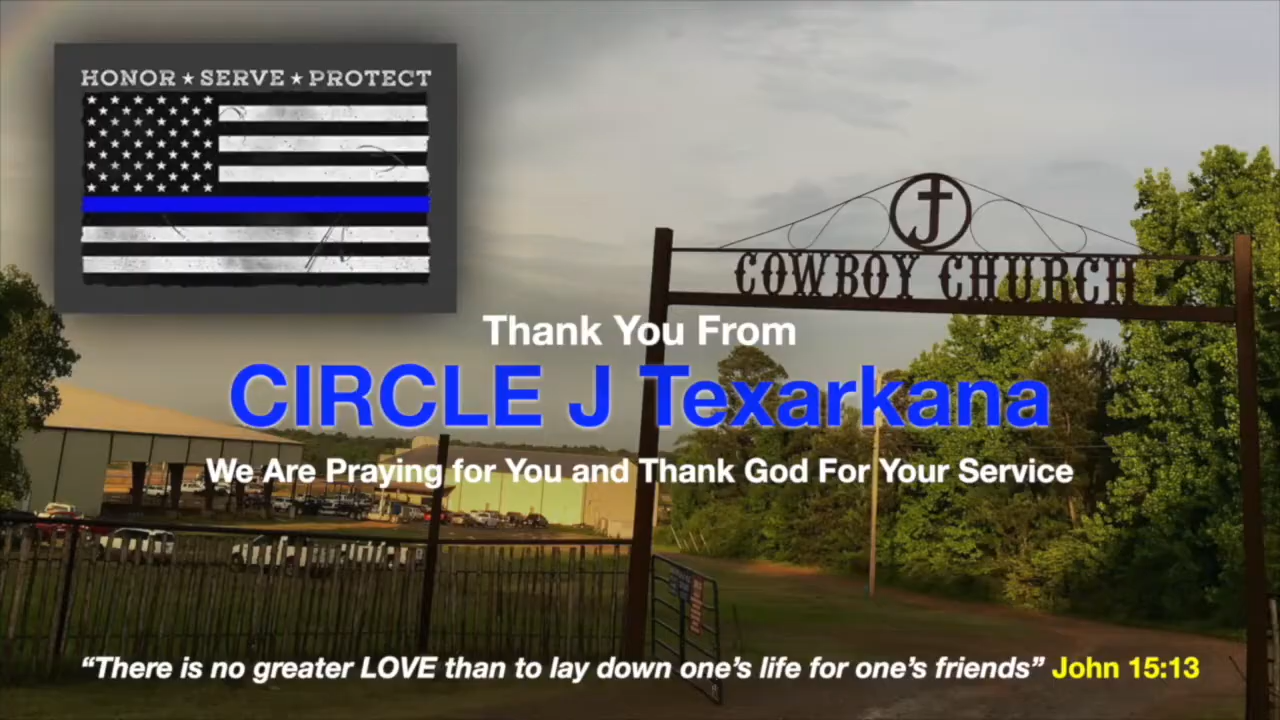 HONOR ★ SERVE ★ PROTECT
J
COWBOY CHURCH
Thank You From
CIRCLE J Texarkana
We Are Praying for You and Thank God For Your Service
“There is no greater LOVE than to lay down one’s life for one’s friends” John 15:13